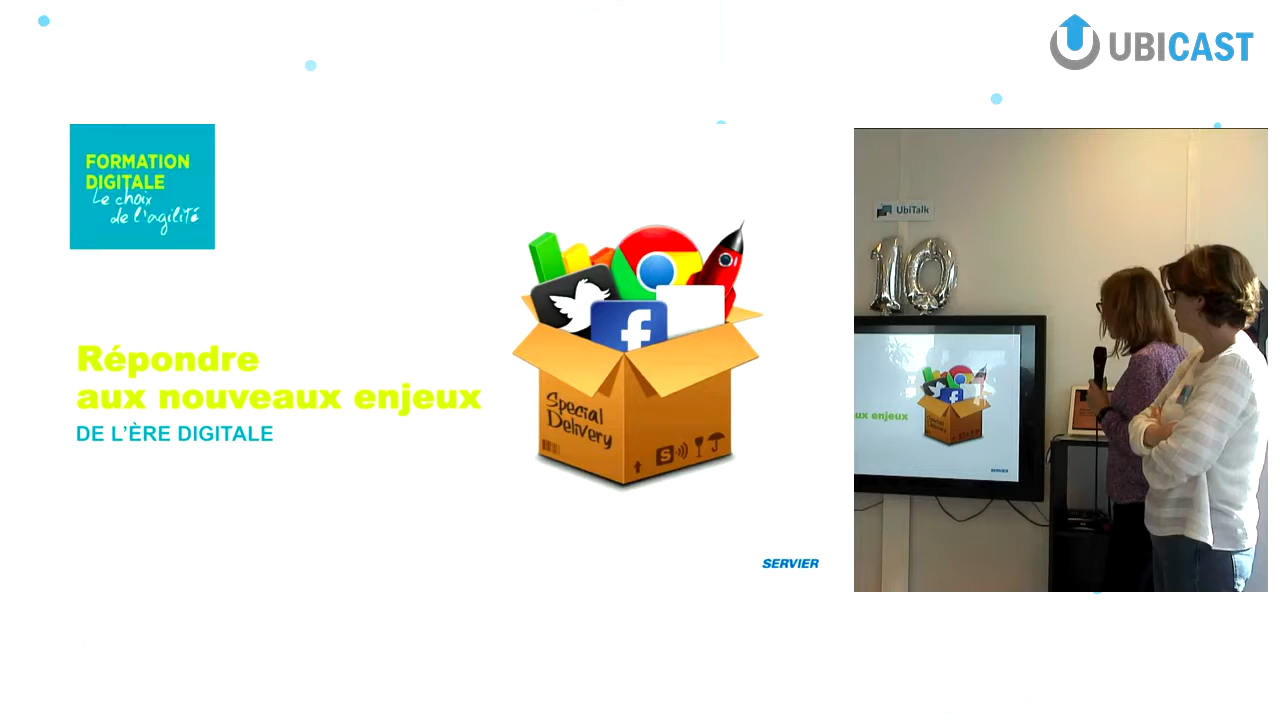 UBICAST
FORMATION
DIGITALE
Le choix
de l'agilité
Répondre
aux nouveaux enjeux
DE L'ÈRE DIGITALE
Special
Delivery
S
SERVIER
UbiTalk
10
ux enjeux
SERVIER